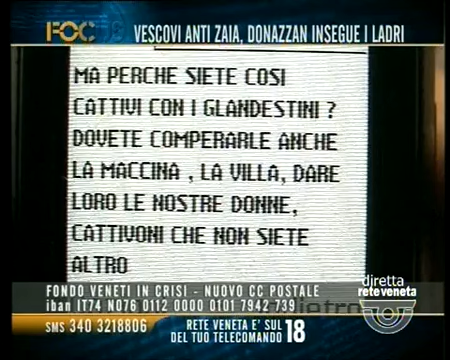 FOC
VESCOVI ANTI ZAIA, DONAZZAN INSEGUE I LADRI
MA PERCHE SIETE COSI
CATTIVI CON I GLANDESTINI ?
DOVETE COMPERARLE ANCHE
LA MACCINA , LA VILLA, DARE
LORO LE NOSTRE DONNE,
CATTIVONI CHE NON SIETE
ALTRO
diretta
reteveneta
FONDO VENETI IN CRISI - NUOVO CC POSTALE
iban IT74 N076 0112 0000 0101 7942 739
SMS 340 3218806
RETE VENETA E' SUL
DEL TUO TELECOMANDO 18